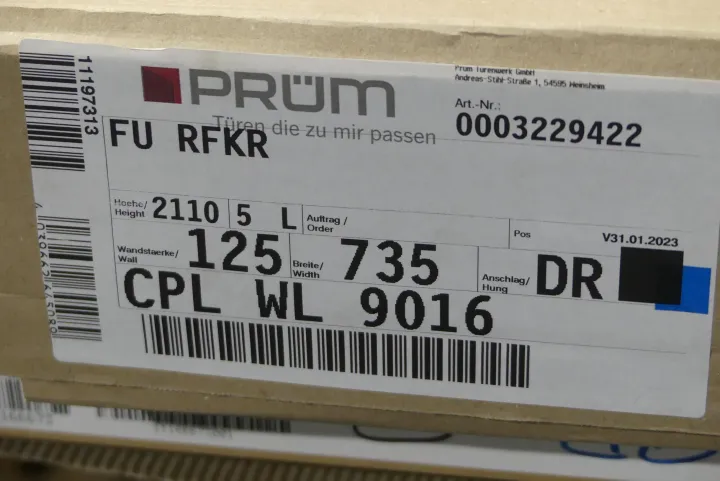 11197313
PRÜM
Türen die zu mir passen
Prüm Türenwerk GmbH
Andreas-Stihl-Straße 1, 54595 Weinsheim
Art.-Nr.:
0003229422
FU RFKR
Hoehe/
Height
2110
5 L
Auftrag /
Order
Pos
V31.01.2023
Wandstaerke/
Wall
125
Breite/
Width
735
Anschlag/
Hung
DR
CPL WL 9016